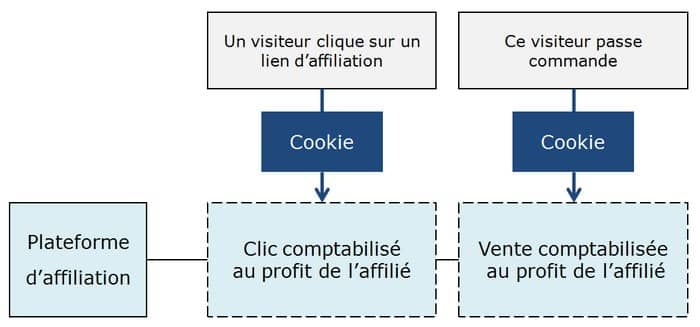 Un visiteur clique sur un
lien d’affiliation
Ce visiteur passe
commande
Cookie
Cookie
Plateforme
d’affiliation
Clic comptabilisé
au profit de l’affilié
Vente comptabilisée
au profit de l’affilié